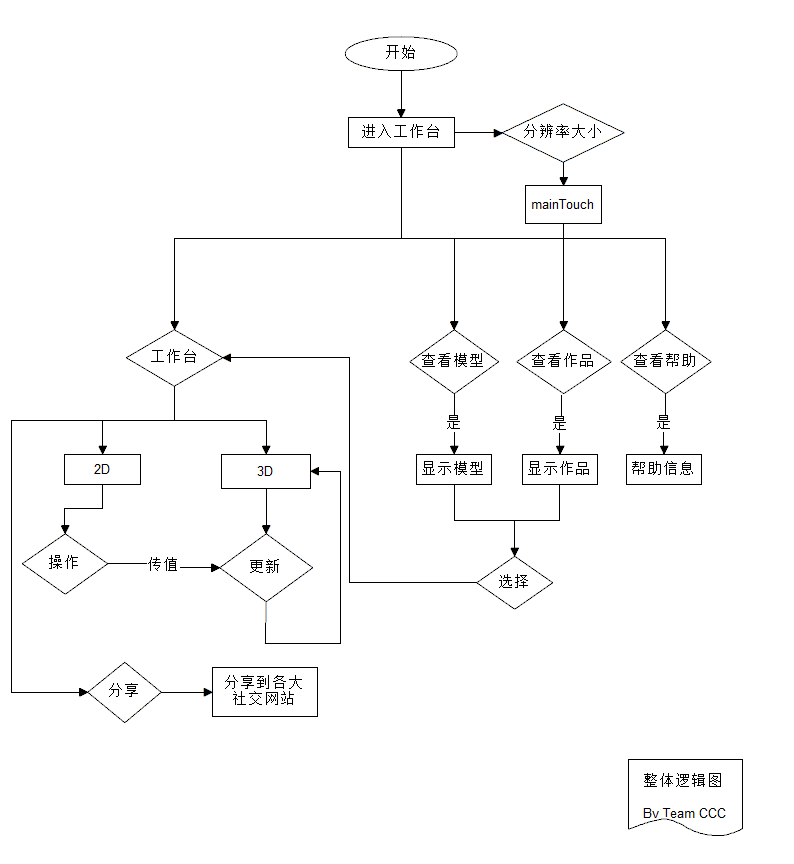 开始
进入工作台
分辨率大小
mainTouch
工作台
查看模型
查看作品
查看帮助
是
是
是
2D
3D
显示模型
显示作品
帮助信息
操作
传值
更新
选择
分享
分享到各大
社交网站
整体逻辑图
By Team CCC